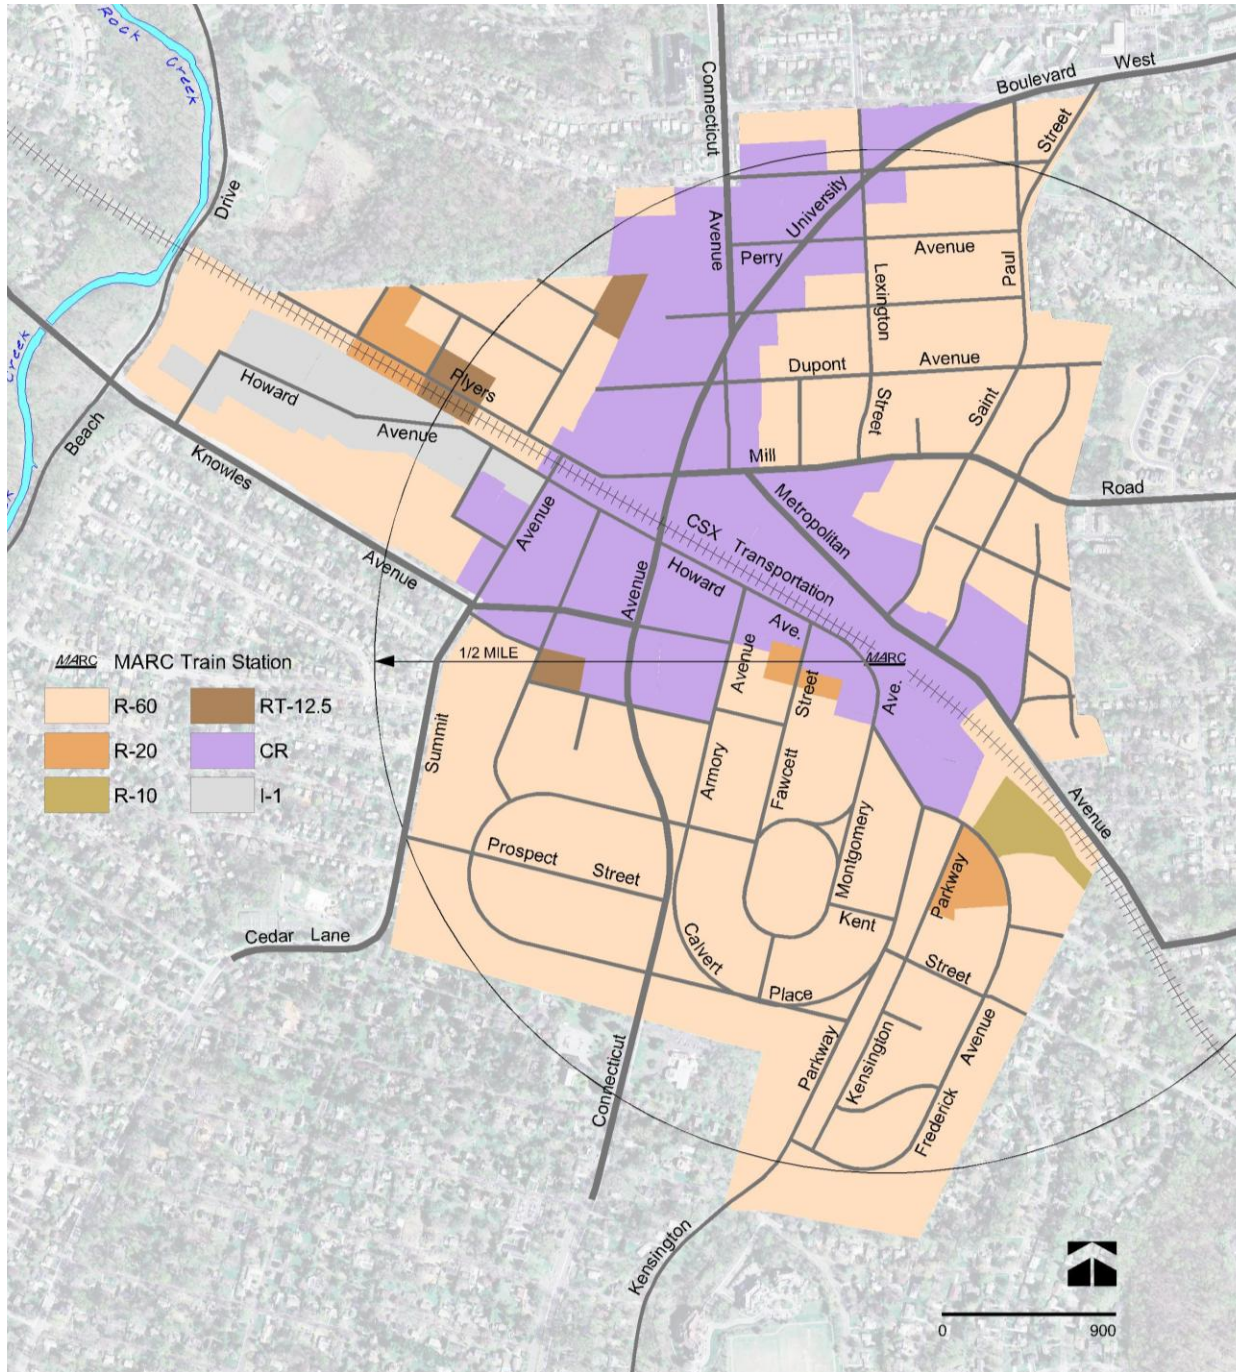 ROCK
Creek
Connecticut
Boulevard
West
Drive
Street
University
Avenue
Perry
Avenue
Lexington
Paul
Creek
Howard
Plyers
Dupont
Avenue
Street
Saint
Avenue
Beach
Knowles
Mill
Road
Metropolitan
Avenue
CSX Transportation
Avenue
Howard
Avenue
Ave.
MARC MARC Train Station
1/2 MILE
MARC
Avenue
Street
Ave.
R-60
RT-12.5
R-20
CR
R-10
I-1
Summit
Armory
Fawcett
Avenue
Prospect
Street
Montgomery
Parkway
Kent
Cedar Lane
Calvert
Street
Place
Avenue
Parkway
Kensington
Connecticut
Frederick
Kensington
0
900